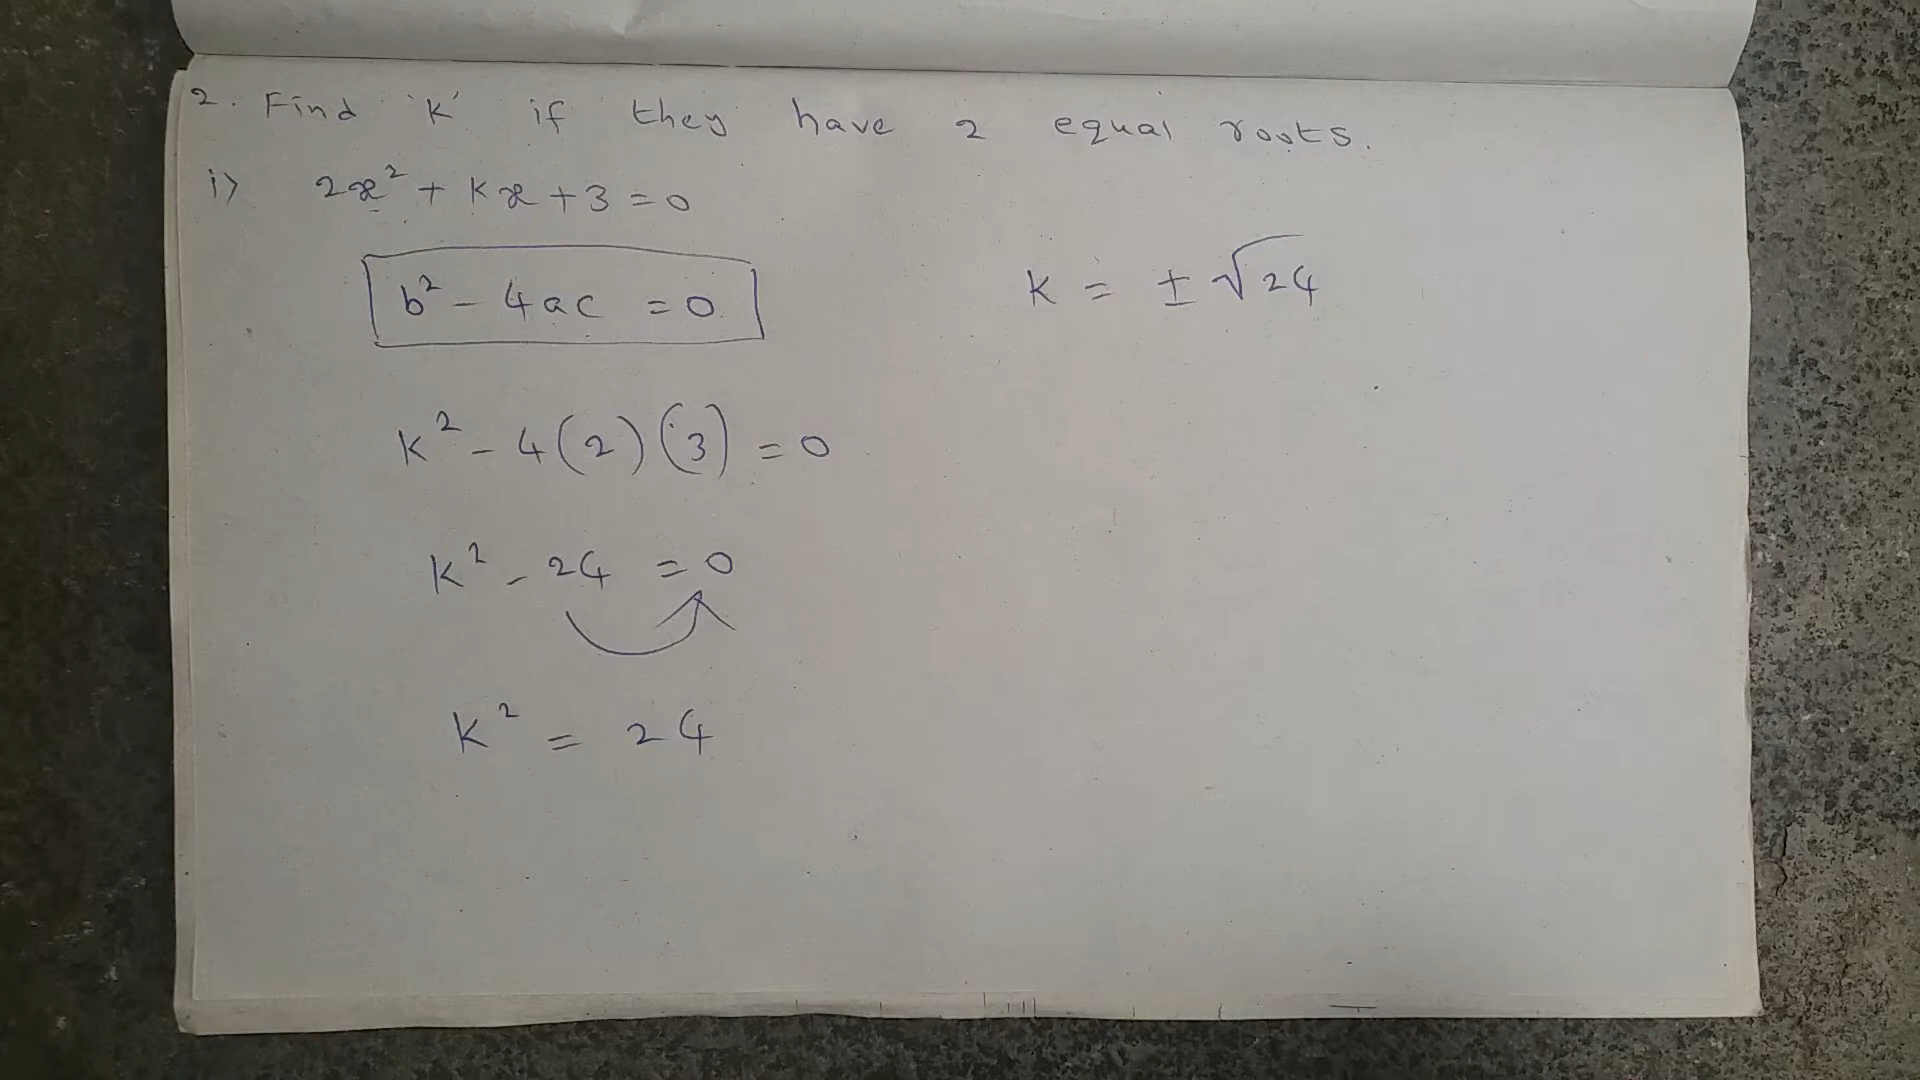 2. Find 'K' if they have 2 equal roots.
i) 2x² + Kx + 3 = 0
b² - 4ac = 0
K² - 4(2)(3) = 0
K² - 24 = 0
K² = 24
K = ± √24